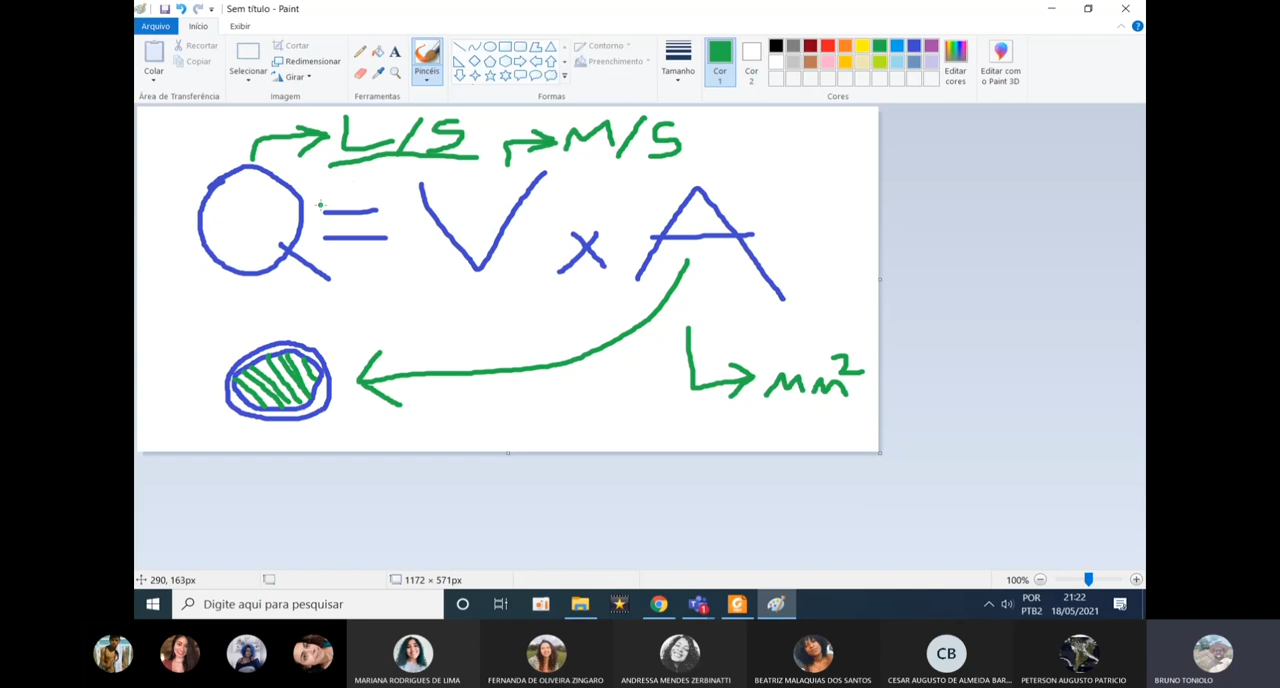 Sem título - Paint
Arquivo Início Exibir
Colar
Recortar
Copiar
Área de Transferência
Selecionar
Cortar
Redimensionar
Girar
Imagem
A
Ferramentas
Pincéis
Formas
Contorno
Preenchimento
Tamanho
Cor 1
Cor 2
Cores
Editar cores
Editar com o Paint 3D
L/S M/S
Q = V x A
mm²
290, 163px
1172 × 571px
100%
Digite aqui para pesquisar
1
POR
PTB2
21:22
18/05/2021
CB
MARIANA RODRIGUES DE LIMA
FERNANDA DE OLIVEIRA ZINGARO
ANDRESSA MENDES ZERBINATTI
BEATRIZ MALAQUIAS DOS SANTOS
CESAR AUGUSTO DE ALMEIDA BAR...
PETERSON AUGUSTO PATRICIO
BRUNO TONIOLO